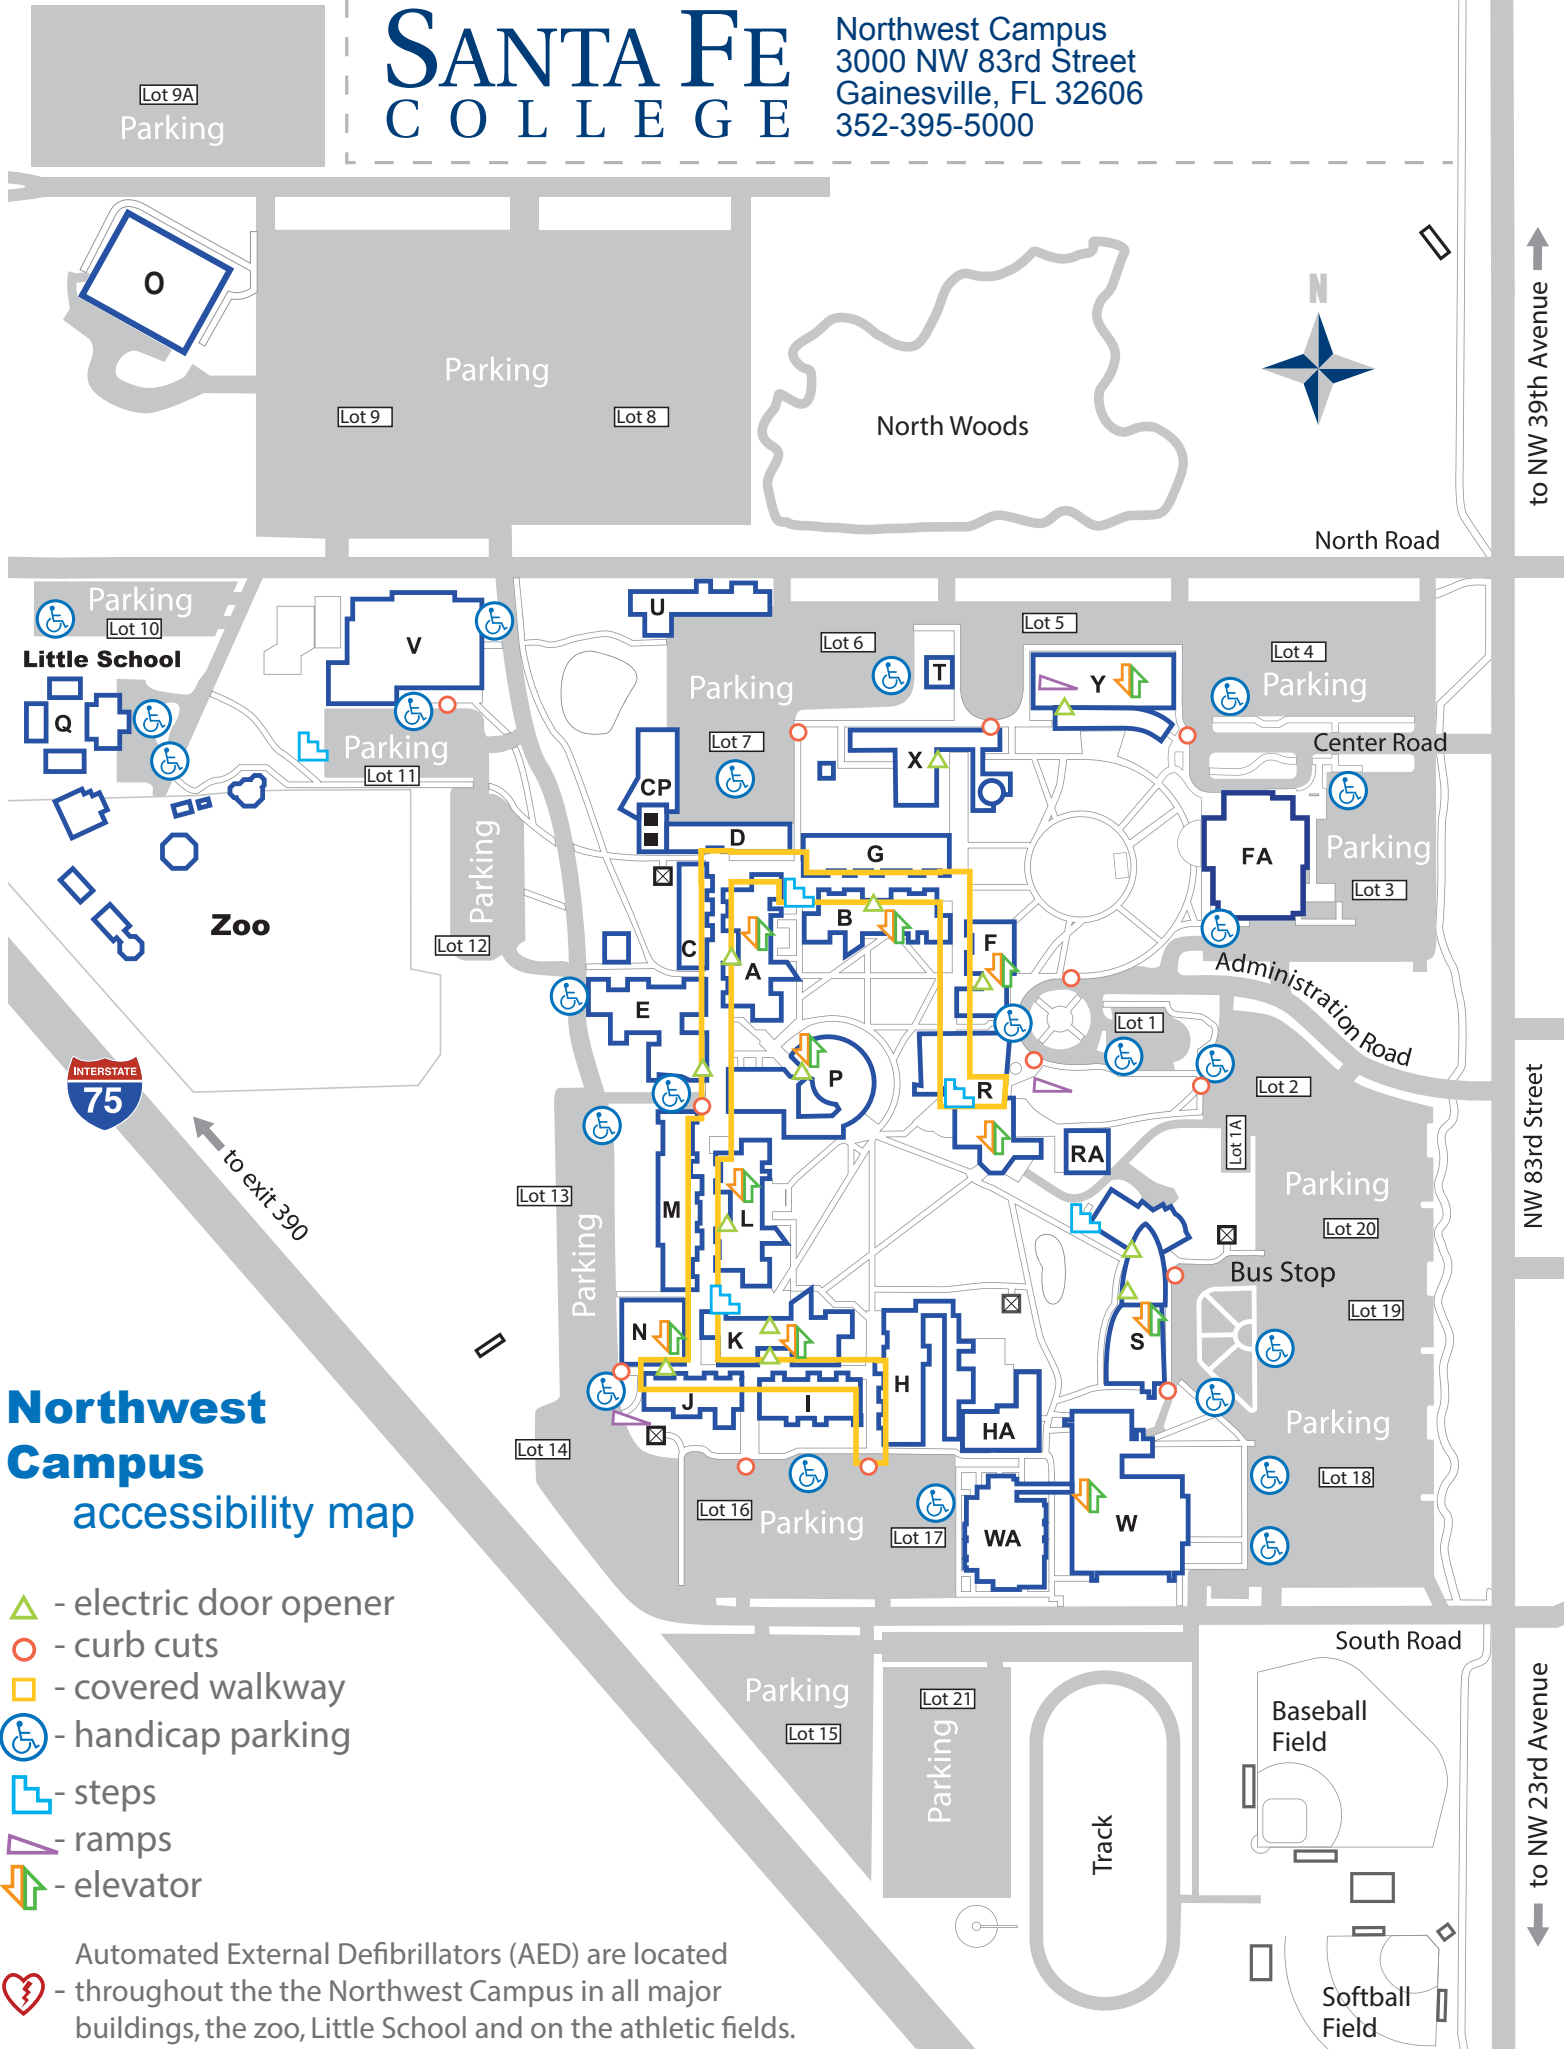 SANTA FE
COLLEGE
Northwest Campus
3000 NW 83rd Street
Gainesville, FL 32606
352-395-5000
Lot 9A
Parking
O
Parking
Lot 9
Lot 8
North Woods
N
to NW 39th Avenue
North Road
Parking
Lot 10
Little School
Q
V
Parking
Lot 11
U
Lot 6
Lot 5
Lot 4
Parking
Parking
T
Y
Center Road
Lot 7
X
CP
D
G
FA
Parking
Lot 3
Parking
Lot 12
Zoo
C
A
B
F
E
Administration Road
Lot 1
Lot 2
Lot 1A
P
R
RA
INTERSTATE
75
to exit 390
NW 83rd Street
Lot 13
Parking
M
L
Parking
Lot 20
Bus Stop
Lot 19
N
K
S
H
J
I
HA
Parking
Lot 14
Lot 18
Lot 16
Parking
Lot 17
WA
W
Northwest
Campus
accessibility map
- electric door opener
- curb cuts
- covered walkway
- handicap parking
- steps
- ramps
- elevator
South Road
Parking
Lot 15
Lot 21
Parking
Track
Baseball
Field
to NW 23rd Avenue
Softball
Field
Automated External Defibrillators (AED) are located
- throughout the the Northwest Campus in all major
buildings, the zoo, Little School and on the athletic fields.